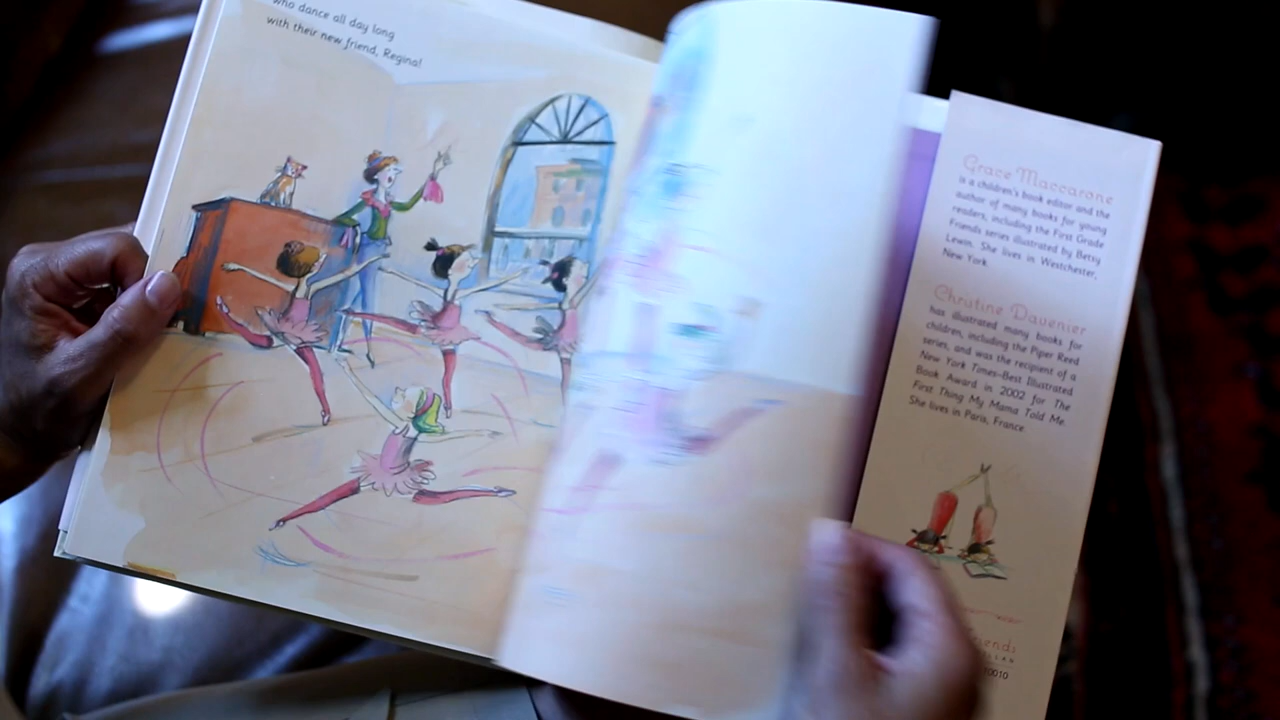 who dance all day long
with their new friend, Regina!
Grace Maccarone
is a children's book editor and the
author of many books for young
readers, including the First Grade
Friends series illustrated by Betsy
Lewin. She lives in Westchester,
New York.
Christine Davenier
has illustrated many books for
children, including the Piper Reed
series, and was the recipient of a
New York Times–Best Illustrated
Book Award in 2002 for The
First Thing My Mama Told Me.
She lives in Paris, France.
10010